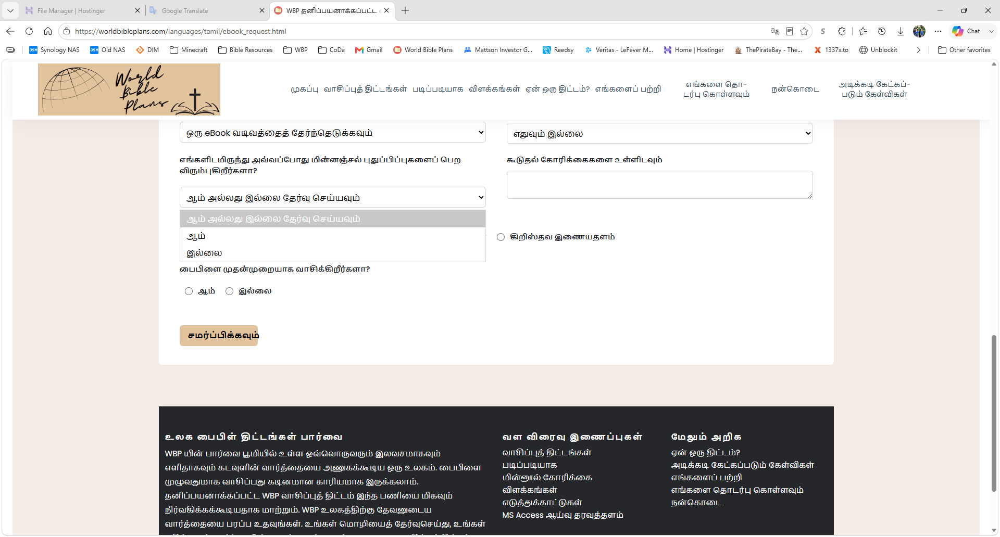 File Manager | Hostinger
Google Translate
WBP தனிப்பயனாக்கப்பட்ட
https://worldbibleplans.com/languages/tamil/ebook_request.html
Chat
Synology NAS
Old NAS
DIM
Minecraft
Bible Resources
WBP
CoDa
Gmail
World Bible Plans
Mattson Investor G...
Reedsy
Veritas - LeFever M...
Home | Hostinger
ThePirateBay - The...
1337x.to
Unblockit
Other favorites
World
Bible
Plans
முகப்பு வாசிப்புத் திட்டங்கள் படிப்படியாக விளக்கங்கள் ஏன் ஒரு திட்டம்? எங்களைப் பற்றி
எங்களை தொ-
டர்பு கொள்ளவும்
நன்கொடை
அடிக்கடி கேட்கப்-
படும் கேள்விகள்
ஒரு eBook வடிவத்தைத் தேர்ந்தெடுக்கவும்
எதுவும் இல்லை
எங்களிடமிருந்து அவ்வப்போது மின்னஞ்சல் புதுப்பிப்புகளைப் பெற
விரும்புகிறீர்களா?
கூடுதல் கோரிக்கைகளை உள்ளிடவும்
ஆம் அல்லது இல்லை தேர்வு செய்யவும்
ஆம் அல்லது இல்லை தேர்வு செய்யவும்
ஆம்
இல்லை
கிறிஸ்தவ இணையதளம்
பைபிளை முதன்முறையாக வாசிக்கிறீர்களா?
ஆம்
இல்லை
சமர்ப்பிக்கவும்
உலக பைபிள் திட்டங்கள் பார்வை
WBP யின் பார்வை பூமியில் உள்ள ஒவ்வொருவரும் இலவசமாகவும்
எளிதாகவும் கடவுளின் வார்த்தையை அணுகக்கூடிய ஒரு உலகம். பைபிளை
முழுவதுமாக வாசிப்பது கடினமான காரியமாக இருக்கலாம்.
தனிப்பயனாக்கப்பட்ட WBP வாசிப்புத் திட்டம் இந்த பணியை மிகவும்
நிர்வகிக்கக்கூடியதாக மாற்றும். WBP உலகத்திற்கு தேவனுடைய
வார்த்தையை பரப்ப உதவுங்கள். உங்கள் மொழியைத் தேர்வுசெய்து, உங்கள்
வள விரைவு இணைப்புகள்
வாசிப்புத் திட்டங்கள்
படிப்படியாக
மின்னூல் கோரிக்கை
விளக்கங்கள்
எடுத்துக்காட்டுகள்
MS Access ஆய்வு தரவுத்தளம்
மேலும் அறிக
ஏன் ஒரு திட்டம்?
அடிக்கடி கேட்கப்படும் கேள்விகள்
எங்களைப் பற்றி
எங்களை தொடர்பு கொள்ளவும்
நன்கொடை